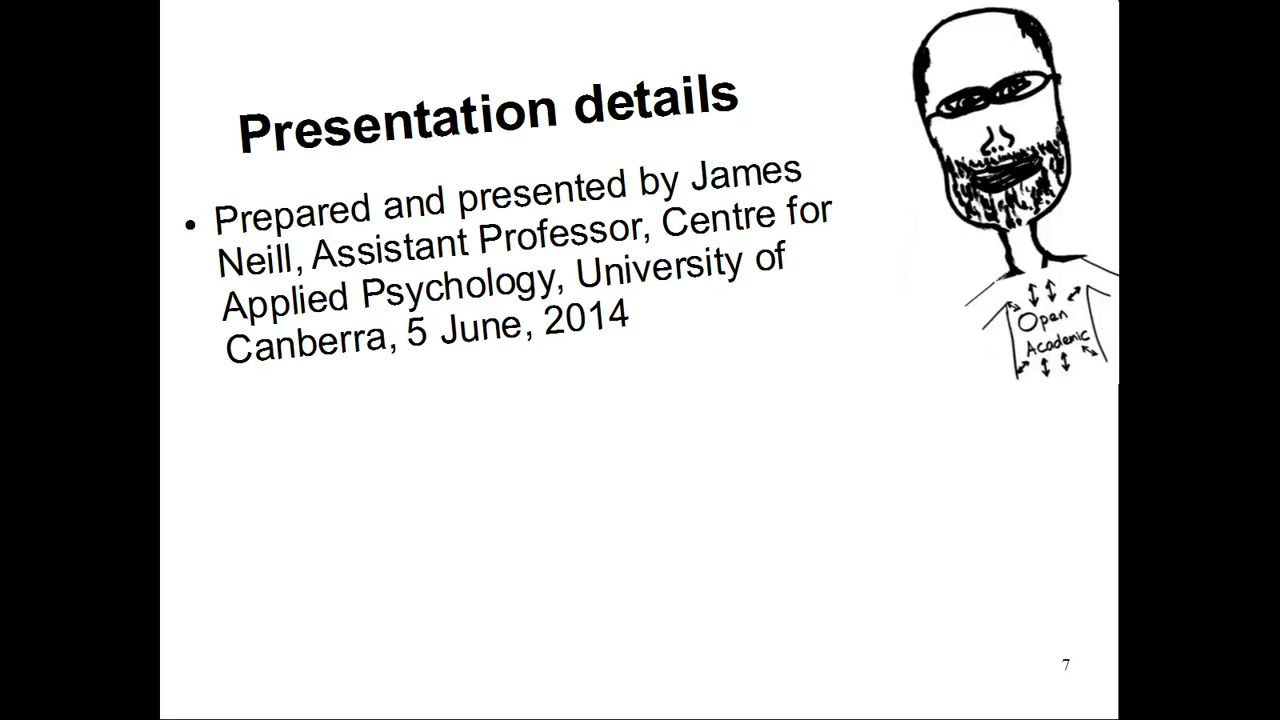 Presentation details
• Prepared and presented by James
Neill, Assistant Professor, Centre for
Applied Psychology, University of
Canberra, 5 June, 2014
Open
Academic
7